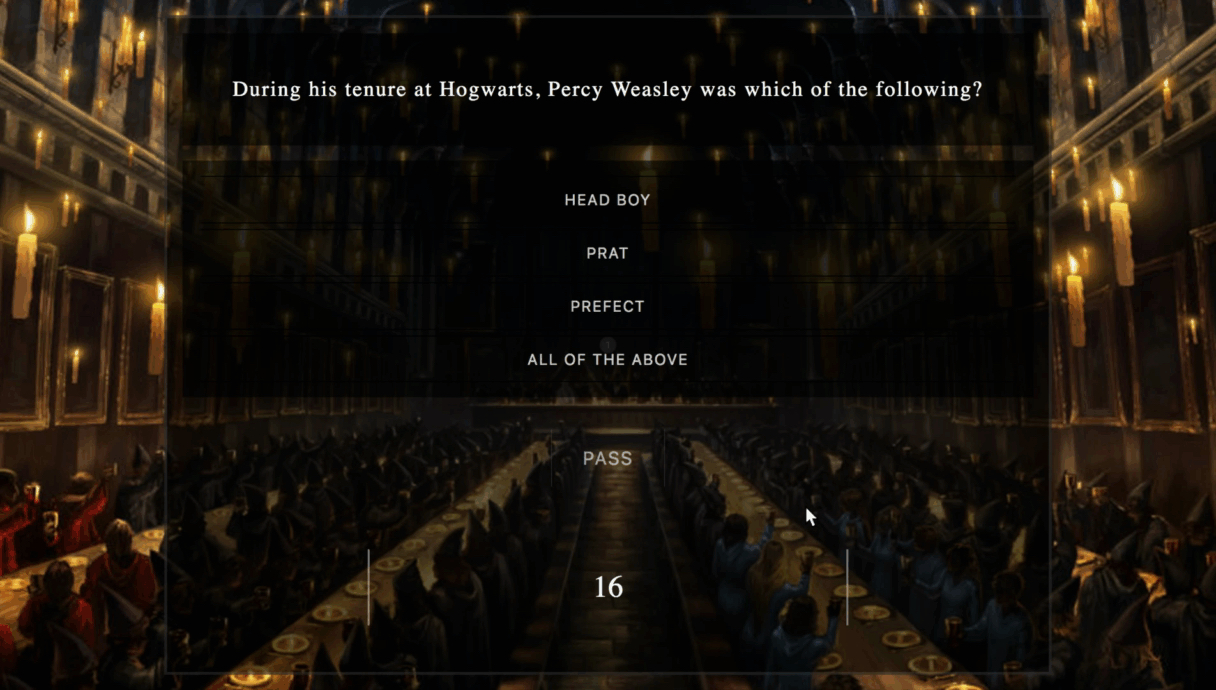 During his tenure at Hogwarts, Percy Weasley was which of the following?
HEAD BOY
PRAT
PREFECT
ALL OF THE ABOVE
PASS
16